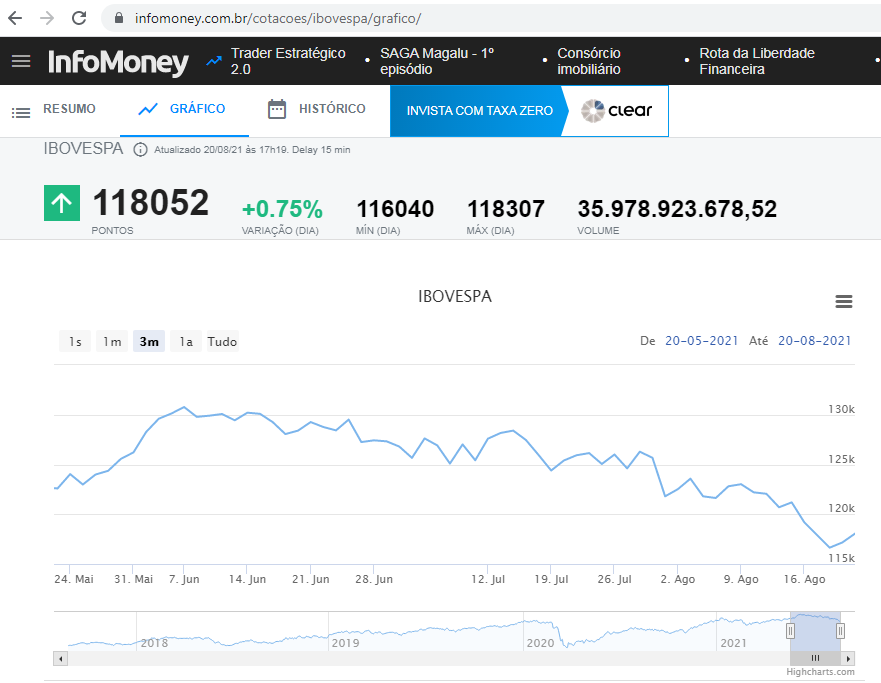 infomoney.com.br/cotacoes/ibovespa/grafico/
InfoMoney
Trader Estratégico
2.0
• SAGA Magalu - 1º
episódio
• Consórcio
imobiliário
• Rota da Liberdade
Financeira
•
RESUMO
GRÁFICO
HISTÓRICO
INVISTA COM TAXA ZERO
clear
IBOVESPA
Atualizado 20/08/21 às 17h19. Delay 15 min
118052
PONTOS
+0.75%
VARIAÇÃO (DIA)
116040
MÍN (DIA)
118307
MÁX (DIA)
35.978.923.678,52
VOLUME
IBOVESPA
1s 1m 3m 1a Tudo
De 20-05-2021 Até 20-08-2021
130k
125k
120k
115k
24. Mai 31. Mai 7. Jun 14. Jun 21. Jun 28. Jun 12. Jul 19. Jul 26. Jul 2. Ago 9. Ago 16. Ago
2018 2019 2020 2021
Highcharts.com